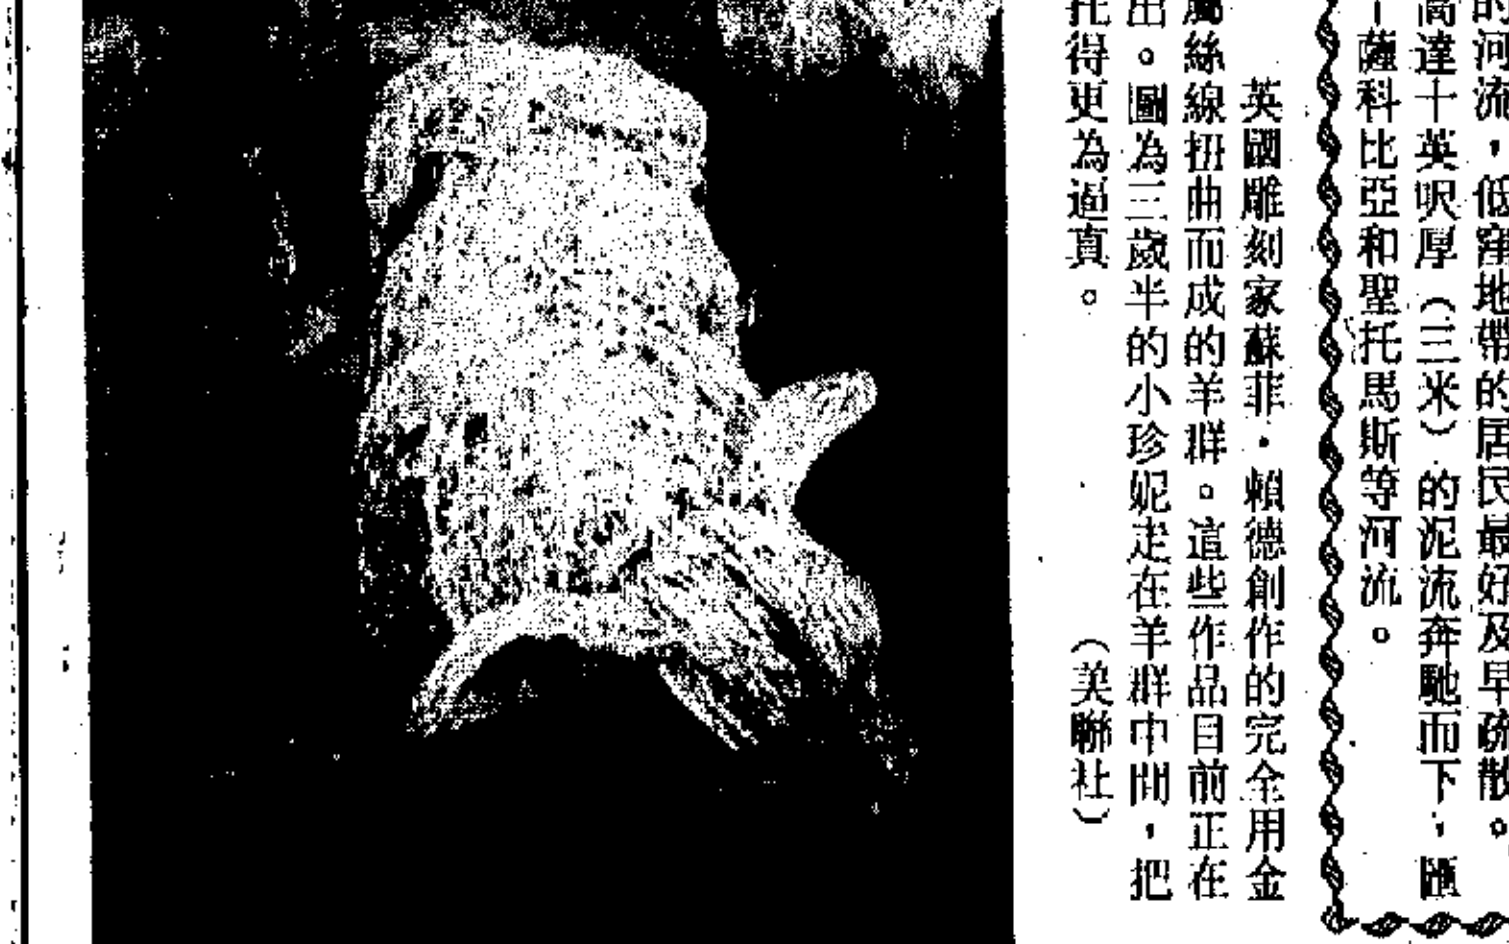 的河流，低窪地帶的居民最好及早疏散。
高達十英呎厚（三米）的泥流奔馳而下，匯
薩科比亞和聖托馬斯等河流。
英國雕刻家蘇菲·賴德創作的完全用金
屬絲線扭曲而成的羊群。這些作品目前正在
出。圖為三歲半的小珍妮走在羊群中間，把
托得更為逼真。
（美聯社）